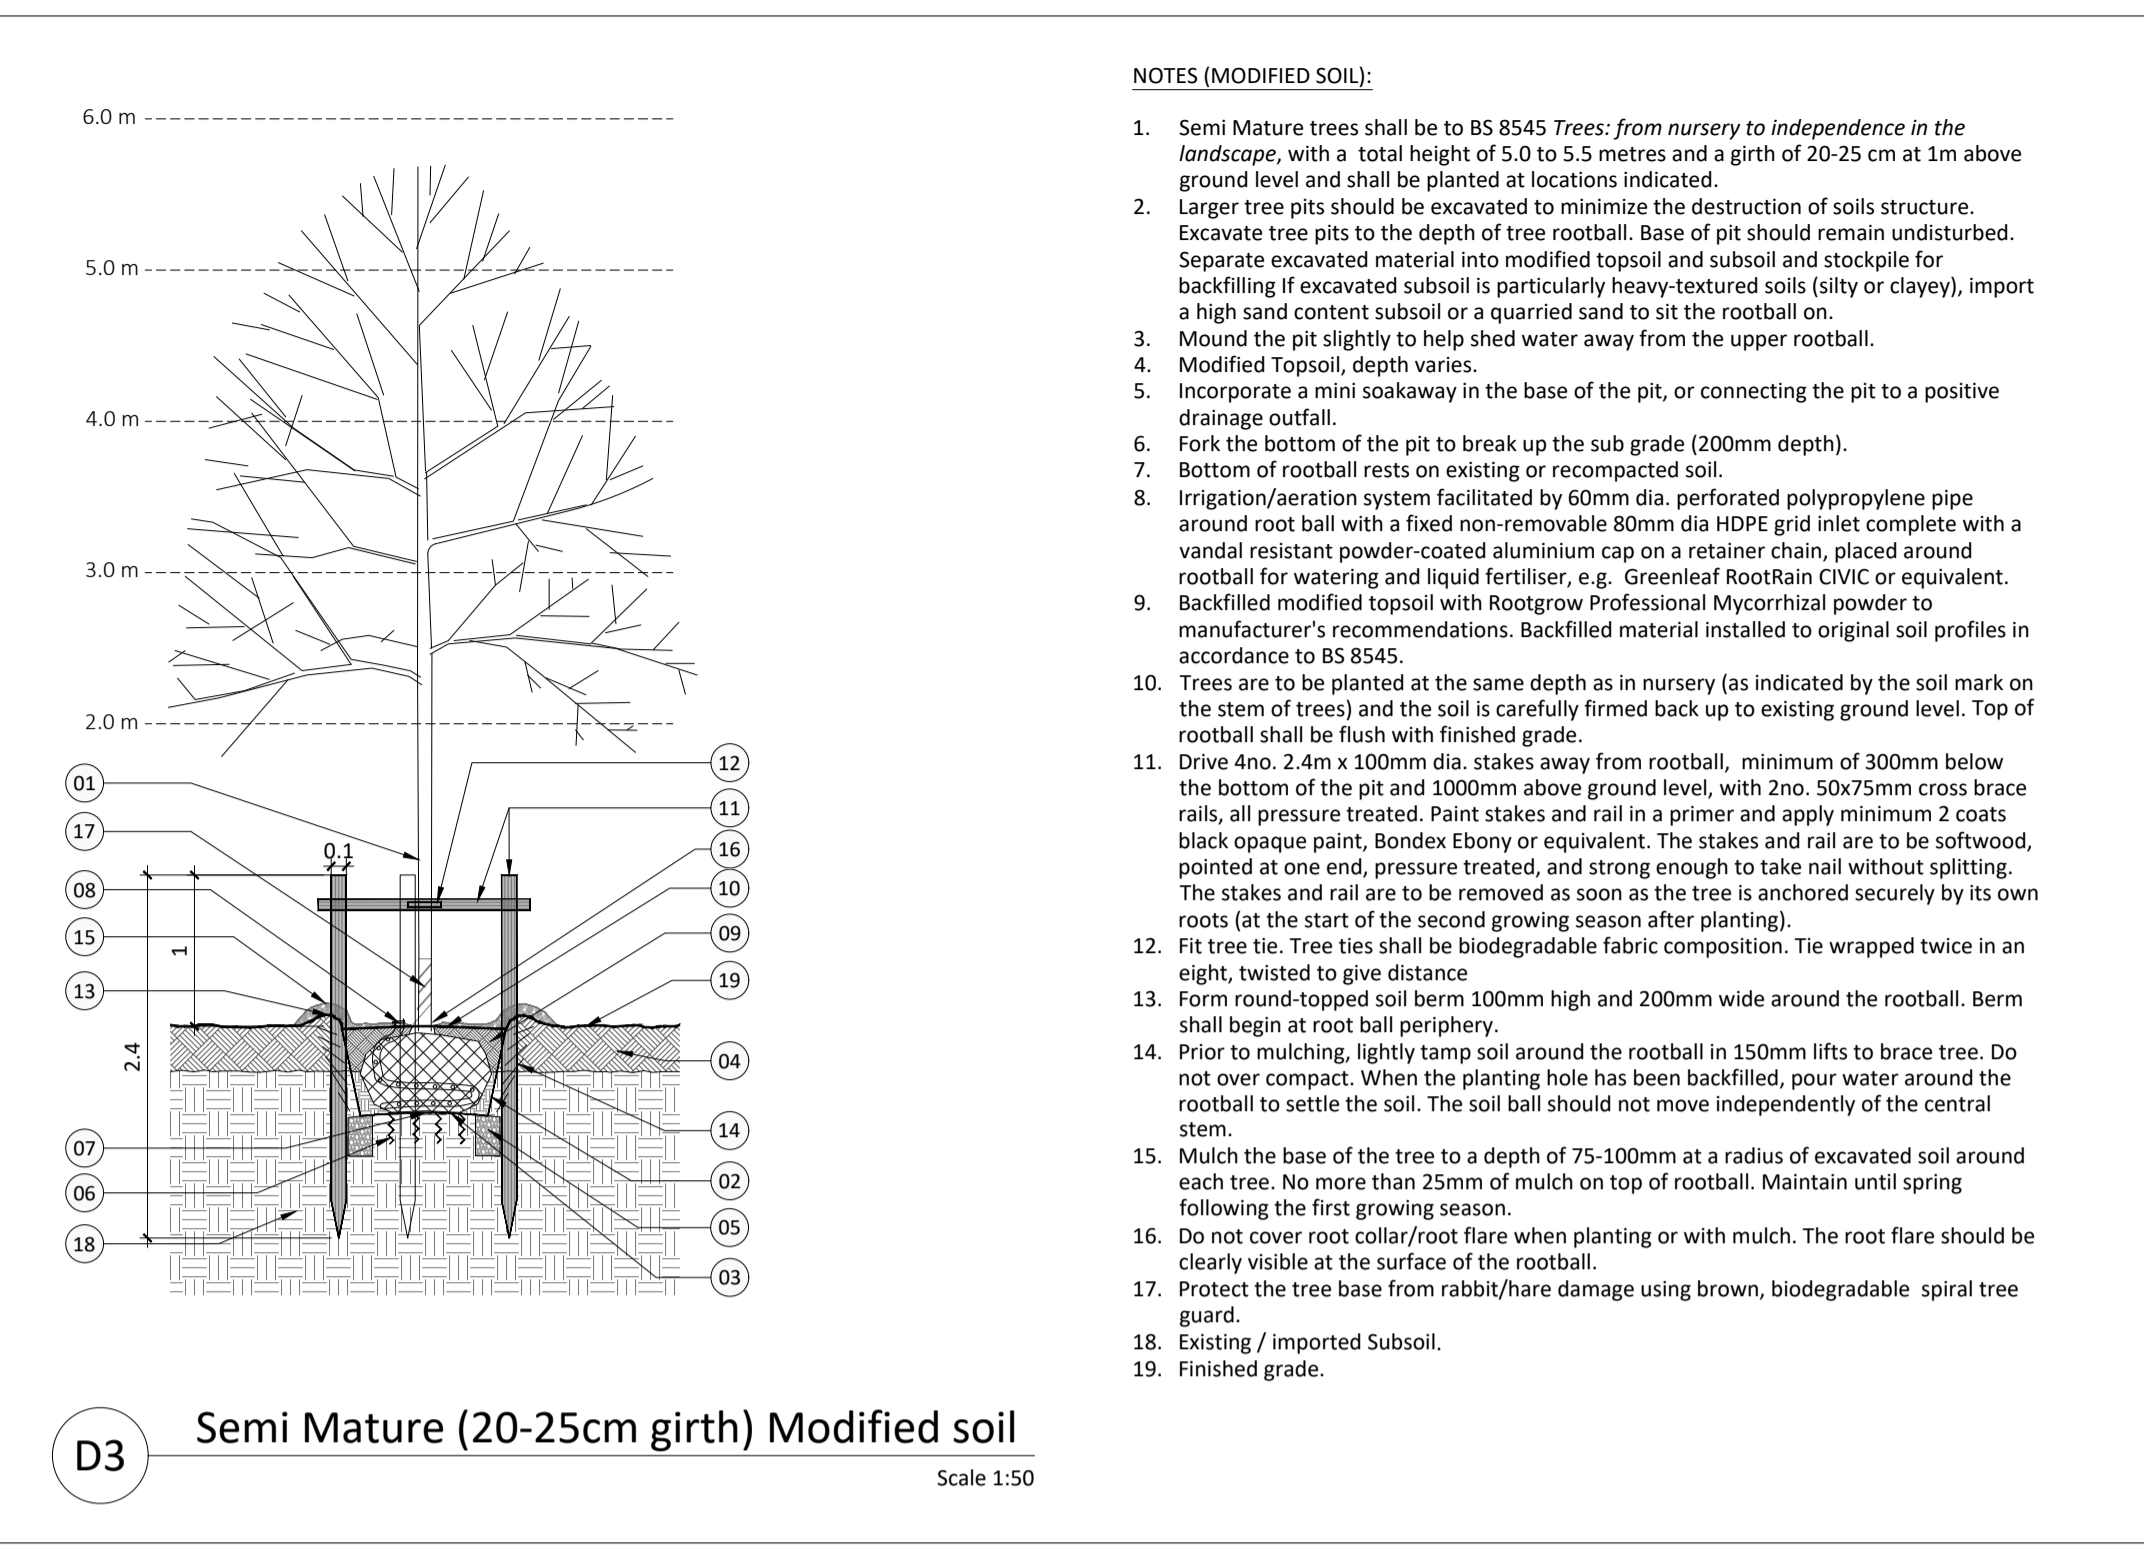 6.0 m
5.0 m
4.0 m
3.0 m
2.0 m
01
17
08
15
13
07
06
18
12
11
16
10
09
19
04
14
02
05
03
0.1
1
2.4
D3
Semi Mature (20-25cm girth) Modified soil
Scale 1:50
NOTES (MODIFIED SOIL):
1. Semi Mature trees shall be to BS 8545 Trees: from nursery to independence in the
landscape, with a total height of 5.0 to 5.5 metres and a girth of 20-25 cm at 1m above
ground level and shall be planted at locations indicated.
2. Larger tree pits should be excavated to minimize the destruction of soils structure.
Excavate tree pits to the depth of tree rootball. Base of pit should remain undisturbed.
Separate excavated material into modified topsoil and subsoil and stockpile for
backfilling If excavated subsoil is particularly heavy-textured soils (silty or clayey), import
a high sand content subsoil or a quarried sand to sit the rootball on.
3. Mound the pit slightly to help shed water away from the upper rootball.
4. Modified Topsoil, depth varies.
5. Incorporate a mini soakaway in the base of the pit, or connecting the pit to a positive
drainage outfall.
6. Fork the bottom of the pit to break up the sub grade (200mm depth).
7. Bottom of rootball rests on existing or recompacted soil.
8. Irrigation/aeration system facilitated by 60mm dia. perforated polypropylene pipe
around root ball with a fixed non-removable 80mm dia HDPE grid inlet complete with a
vandal resistant powder-coated aluminium cap on a retainer chain, placed around
rootball for watering and liquid fertiliser, e.g. Greenleaf RootRain CIVIC or equivalent.
9. Backfilled modified topsoil with Rootgrow Professional Mycorrhizal powder to
manufacturer's recommendations. Backfilled material installed to original soil profiles in
accordance to BS 8545.
10. Trees are to be planted at the same depth as in nursery (as indicated by the soil mark on
the stem of trees) and the soil is carefully firmed back up to existing ground level. Top of
rootball shall be flush with finished grade.
11. Drive 4no. 2.4m x 100mm dia. stakes away from rootball, minimum of 300mm below
the bottom of the pit and 1000mm above ground level, with 2no. 50x75mm cross brace
rails, all pressure treated. Paint stakes and rail in a primer and apply minimum 2 coats
black opaque paint, Bondex Ebony or equivalent. The stakes and rail are to be softwood,
pointed at one end, pressure treated, and strong enough to take nail without splitting.
The stakes and rail are to be removed as soon as the tree is anchored securely by its own
roots (at the start of the second growing season after planting).
12. Fit tree tie. Tree ties shall be biodegradable fabric composition. Tie wrapped twice in an
eight, twisted to give distance
13. Form round-topped soil berm 100mm high and 200mm wide around the rootball. Berm
shall begin at root ball periphery.
14. Prior to mulching, lightly tamp soil around the rootball in 150mm lifts to brace tree. Do
not over compact. When the planting hole has been backfilled, pour water around the
rootball to settle the soil. The soil ball should not move independently of the central
stem.
15. Mulch the base of the tree to a depth of 75-100mm at a radius of excavated soil around
each tree. No more than 25mm of mulch on top of rootball. Maintain until spring
following the first growing season.
16. Do not cover root collar/root flare when planting or with mulch. The root flare should be
clearly visible at the surface of the rootball.
17. Protect the tree base from rabbit/hare damage using brown, biodegradable spiral tree
guard.
18. Existing / imported Subsoil.
19. Finished grade.